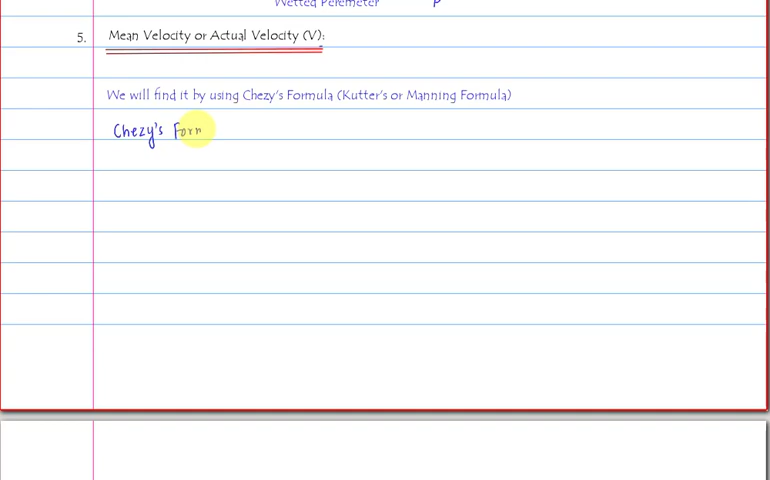 Wetted Peremeter P
5. Mean Velocity or Actual Velocity (V):
We will find it by using Chezy's Formula (Kutter's or Manning Formula)
Chezy's Form